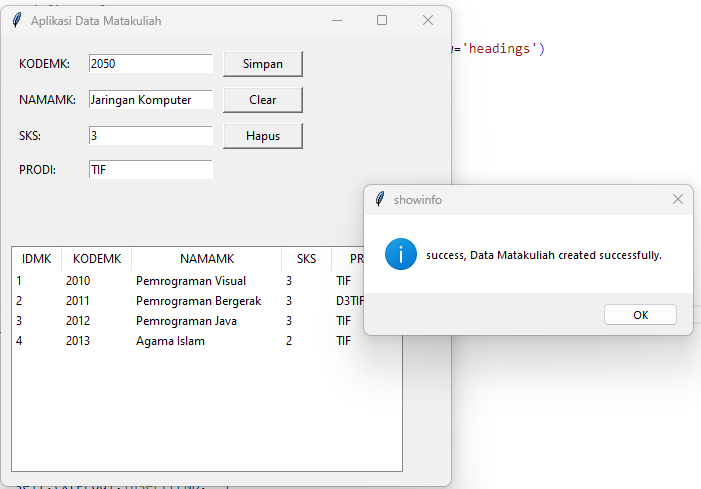 Aplikasi Data Matakuliah
='headings')
KODEMK: 2050 Simpan
NAMAMK: Jaringan Komputer Clear
SKS: 3 Hapus
PRODI: TIF
showinfo
success, Data Matakuliah created successfully.
OK
IDMK KODEMK NAMAMK SKS PR
1 2010 Pemrograman Visual 3 TIF
2 2011 Pemrograman Bergerak 3 D3TIF
3 2012 Pemrograman Java 3 TIF
4 2013 Agama Islam 2 TIF